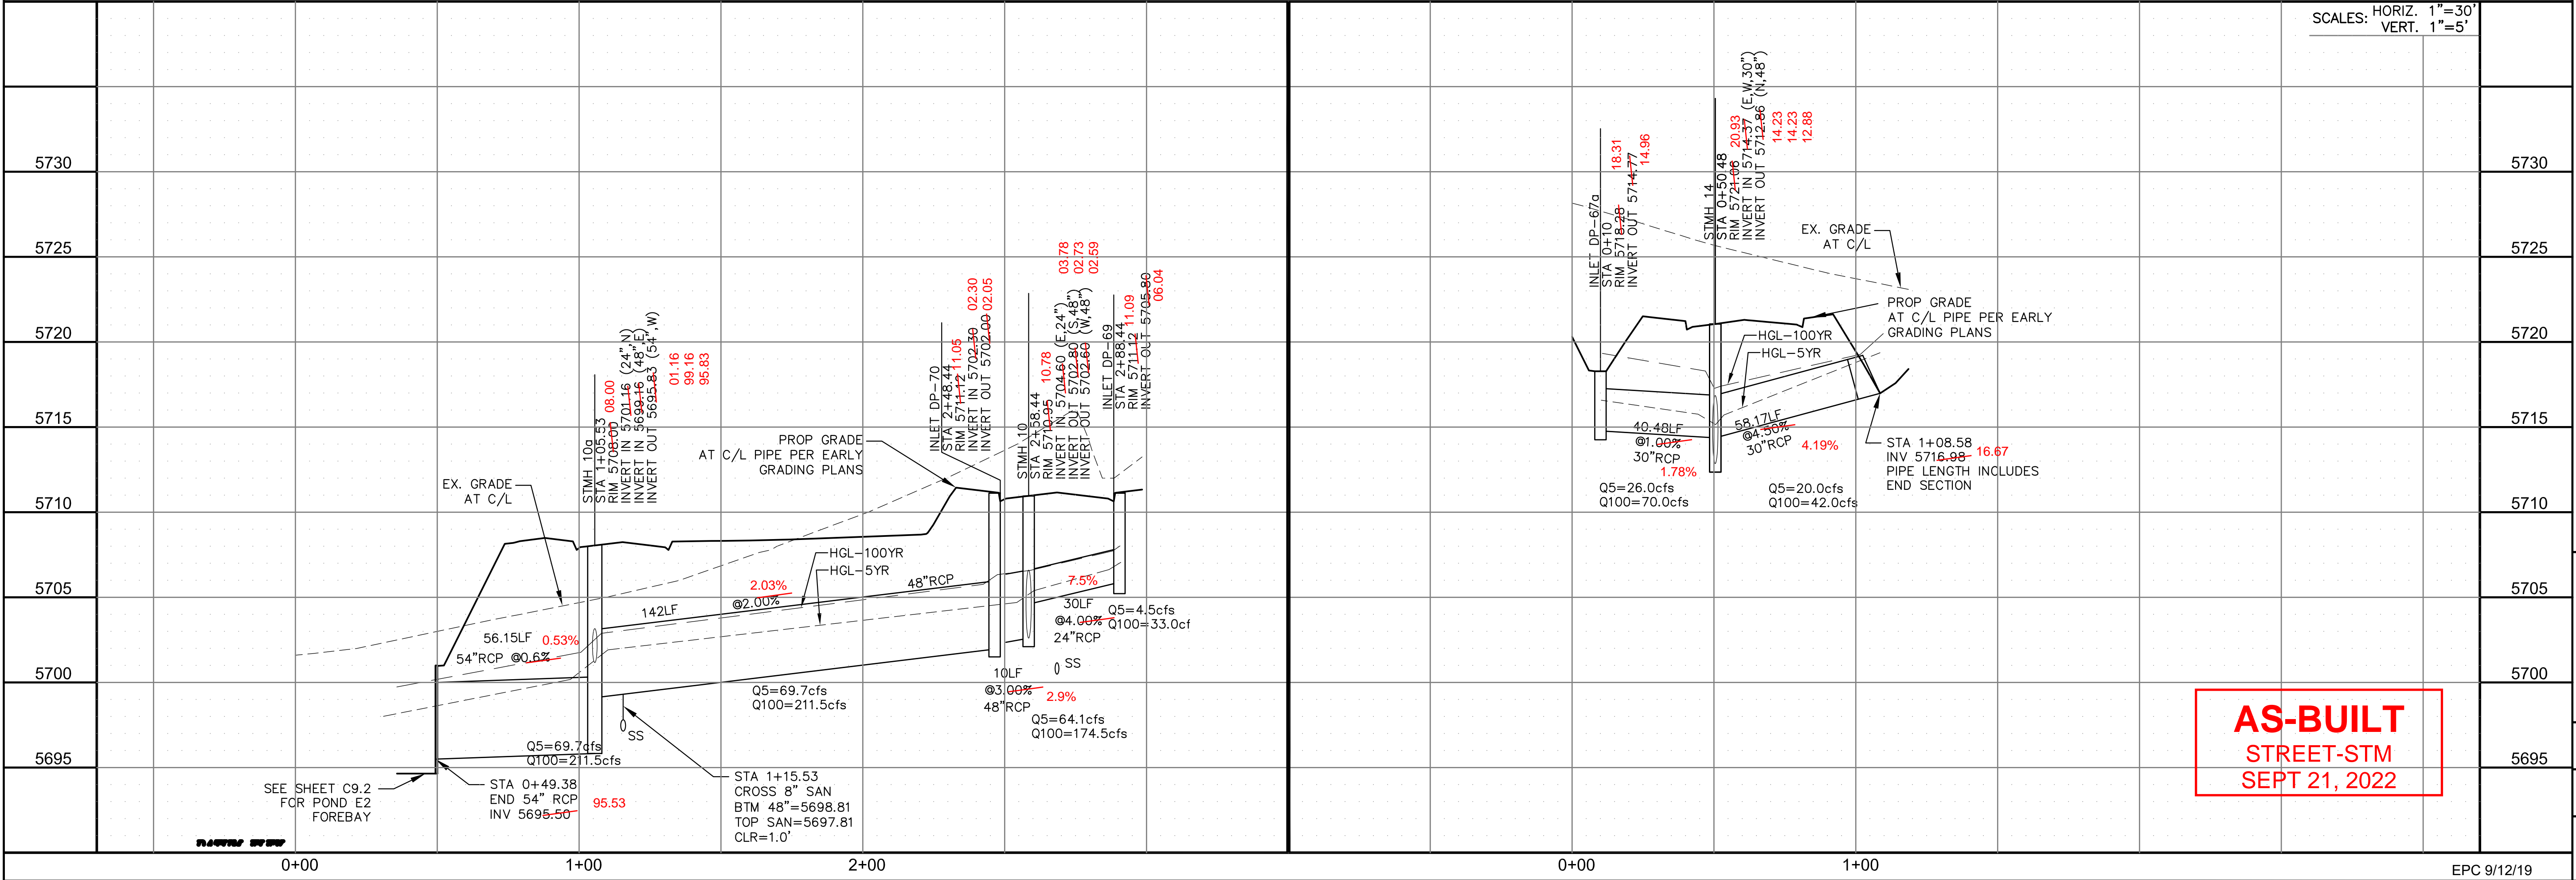 SCALES: HORIZ. 1"=30'
VERT. 1"=5'
5730
5725
5720
5715
5710
5705
5700
5695
EX. GRADE
AT C/L
STMH 10a
STA 1+05.53
RIM 5708.00
08.00
INVERT IN 5701.16 (24",N)
INVERT IN 5699.16 (48",E)
INVERT OUT 5695.83 (54",W)
01.16
99.16
95.83
PROP GRADE
AT C/L PIPE PER EARLY
GRADING PLANS
INLET DP-70
STA 2+48.44
RIM 5711.12
11.05
INVERT IN 5702.30
02.30
INVERT OUT 5702.00
02.05
STMH 10
STA 2+58.44
RIM 5710.95
10.78
INVERT IN 5704.60 (E,24")
INVERT OUT 5702.80 (S,48")
INVERT OUT 5702.60 (W,48")
03.78
02.73
02.59
INLET DP-69
STA 2+88.44
RIM 5711.12
11.09
INVERT OUT 5705.80
06.04
HGL-100YR
HGL-5YR
56.15LF
0.53%
54"RCP @0.6%
142LF
2.03%
@2.00%
48"RCP
7.5%
30LF
@4.00%
24"RCP
Q5=4.5cfs
Q100=33.0cf
SS
10LF
@3.00%
2.9%
48"RCP
Q5=64.1cfs
Q100=174.5cfs
Q5=69.7cfs
Q100=211.5cfs
SS
Q5=69.7cfs
Q100=211.5cfs
SEE SHEET C9.2
FOR POND E2
FOREBAY
STA 0+49.38
END 54" RCP
INV 5695.50
95.53
STA 1+15.53
CROSS 8" SAN
BTM 48"=5698.81
TOP SAN=5697.81
CLR=1.0'
0+00
1+00
2+00
INLET DP-67a
STA 0+10
RIM 5718.28
18.31
INVERT OUT 5714.77
14.96
STMH 14
STA 0+50.48
RIM 5721.06
20.93
INVERT IN 5714.37 (E,W,30")
INVERT OUT 5712.86 (N,48")
14.23
14.23
12.88
EX. GRADE
AT C/L
PROP GRADE
AT C/L PIPE PER EARLY
GRADING PLANS
HGL-100YR
HGL-5YR
40.48LF
@1.00%
30"RCP
1.78%
58.17LF
@4.50%
30"RCP
4.19%
Q5=26.0cfs
Q100=70.0cfs
Q5=20.0cfs
Q100=42.0cfs
STA 1+08.58
INV 5716.98
16.67
PIPE LENGTH INCLUDES
END SECTION
0+00
1+00
5730
5725
5720
5715
5710
5705
5700
5695
AS-BUILT
STREET-STM
SEPT 21, 2022
EPC 9/12/19